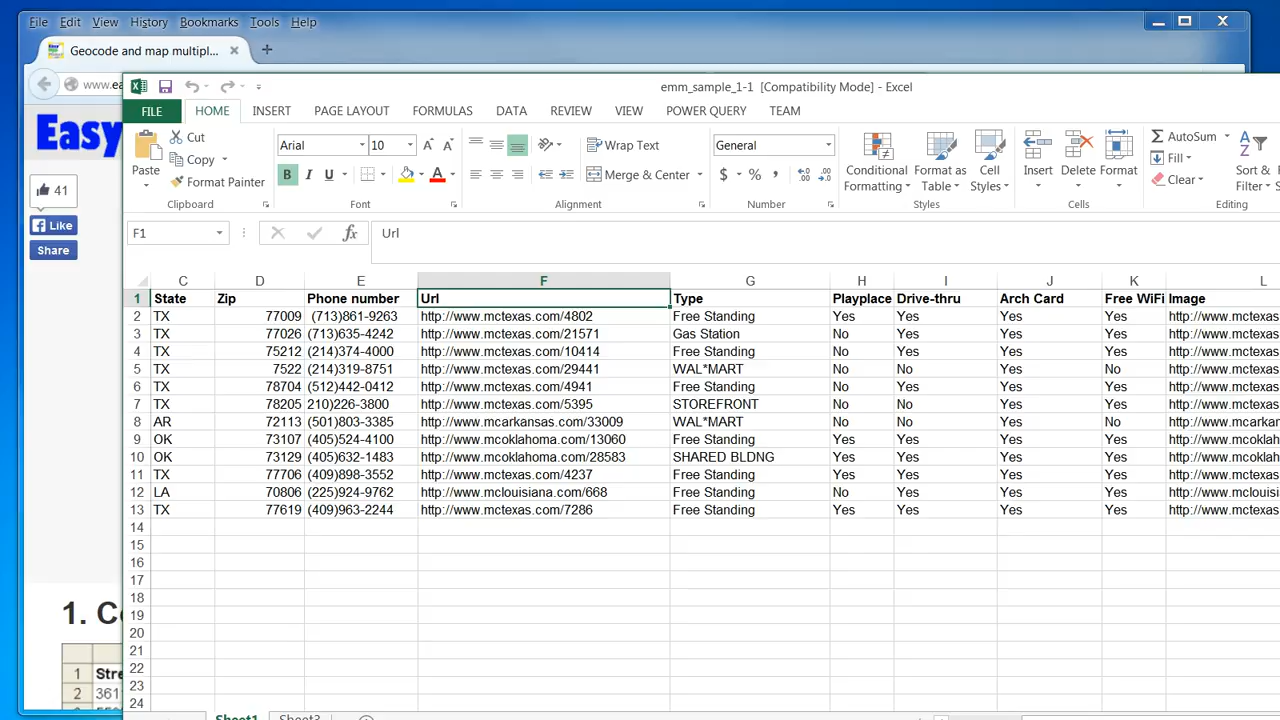 File Edit View History Bookmarks Tools Help
Geocode and map multipl... 
www.ea
emm_sample_1-1 [Compatibility Mode] - Excel
FILE HOME INSERT PAGE LAYOUT FORMULAS DATA REVIEW VIEW POWER QUERY TEAM
Easy
41
Like
Share
Paste Cut Copy Format Painter
Clipboard
Arial 10 B I U
Font
Wrap Text Merge & Center
Alignment
General $ % ,
Number
Conditional Formatting Format as Table Cell Styles
Styles
Insert Delete Format
Cells
AutoSum Fill Clear Sort & Filter
Editing
F1 fx Url
C D E F G H I J K L
1 State Zip Phone number Url Type Playplace Drive-thru Arch Card Free WiFi Image
2 TX 77009 (713)861-9263 http://www.mctexas.com/4802 Free Standing Yes Yes Yes Yes http://www.mctexas
3 TX 77026 (713)635-4242 http://www.mctexas.com/21571 Gas Station No Yes Yes Yes http://www.mctexas
4 TX 75212 (214)374-4000 http://www.mctexas.com/10414 Free Standing No Yes Yes Yes http://www.mctexas
5 TX 7522 (214)319-8751 http://www.mctexas.com/29441 WAL*MART No No Yes No http://www.mctexas
6 TX 78704 (512)442-0412 http://www.mctexas.com/4941 Free Standing No Yes Yes Yes http://www.mctexas
7 TX 78205 210)226-3800 http://www.mctexas.com/5395 STOREFRONT No No Yes Yes http://www.mctexas
8 AR 72113 (501)803-3385 http://www.mcarkansas.com/33009 WAL*MART No No Yes No http://www.mcarkan
9 OK 73107 (405)524-4100 http://www.mcoklahoma.com/13060 Free Standing Yes Yes Yes Yes http://www.mcoklah
10 OK 73129 (405)632-1483 http://www.mcoklahoma.com/28583 SHARED BLDNG Yes Yes Yes Yes http://www.mcoklah
11 TX 77706 (409)898-3552 http://www.mctexas.com/4237 Free Standing Yes Yes Yes Yes http://www.mctexas
12 LA 70806 (225)924-9762 http://www.mclouisiana.com/668 Free Standing No Yes Yes Yes http://www.mclouisi
13 TX 77619 (409)963-2244 http://www.mctexas.com/7286 Free Standing Yes Yes Yes Yes http://www.mctexas
14
15
16
17
18
19
20
21
22
23
24
1. Co
1 Stre
2 361
Sheet1 Sheet3